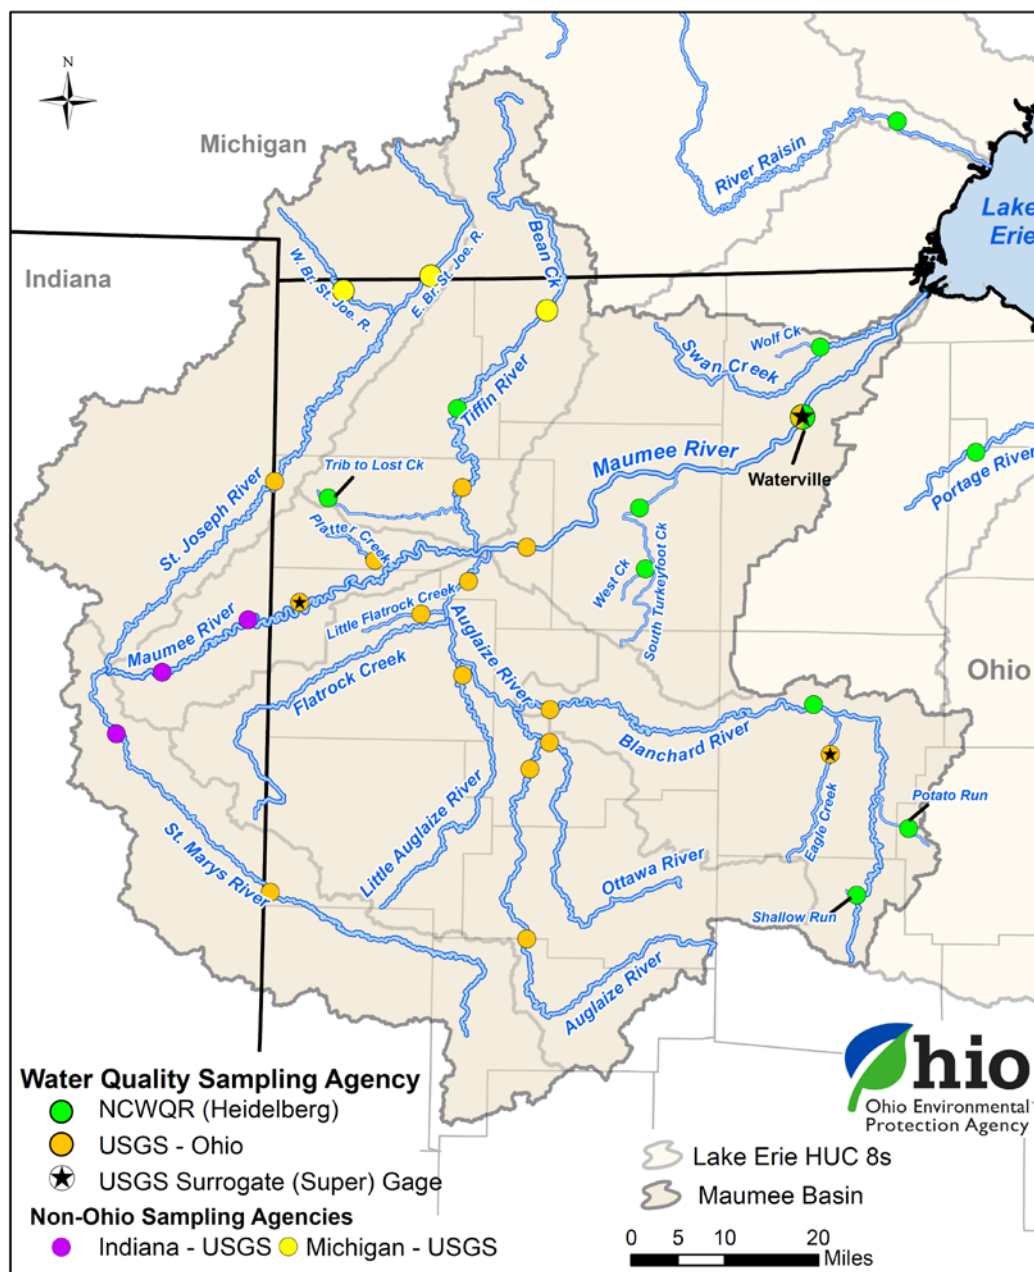 N
Michigan
River Raisin
Lake
Erie
Indiana
W. Br. St. Joe. R.
E. Br. St. Joe. R.
Bean Ck
Wolf Ck
Swan Creek
Tiffin River
Maumee River
Waterville
Portage River
Trib to Lost Ck
St. Joseph River
Platter Creek
West Ck
South Turkeyfoot Ck
Maumee River
Little Flatrock Creek
Auglaize River
Flatrock Creek
Ohio
Blanchard River
Little Auglaize River
Eagle Creek
Potato Run
St. Marys River
Ottawa River
Shallow Run
Auglaize River
Water Quality Sampling Agency
NCWQR (Heidelberg)
USGS - Ohio
USGS Surrogate (Super) Gage
Non-Ohio Sampling Agencies
Indiana - USGS
Michigan - USGS
hio
Ohio Environmental
Protection Agency
Lake Erie HUC 8s
Maumee Basin
0 5 10 20
Miles